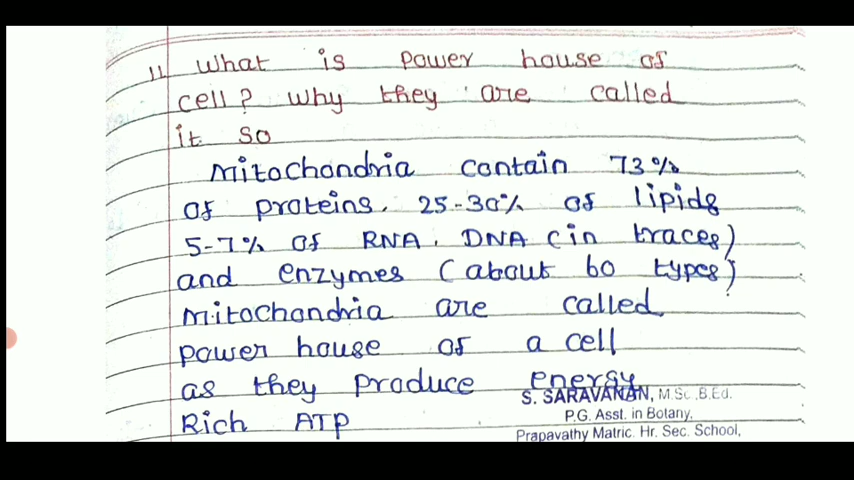 11 What is power house of
cell? Why they are called
it so
Mitochondria contain 73%
of proteins. 25-30% of lipids
5-7% of RNA. DNA (in traces)
and enzymes (about 60 types)
Mitochondria are called
power house of a cell
as they produce energy
Rich ATP
S. SARAVANAN, M.Sc.,B.Ed.
P.G. Asst. in Botany,
Prapavathy Matric. Hr. Sec. School,